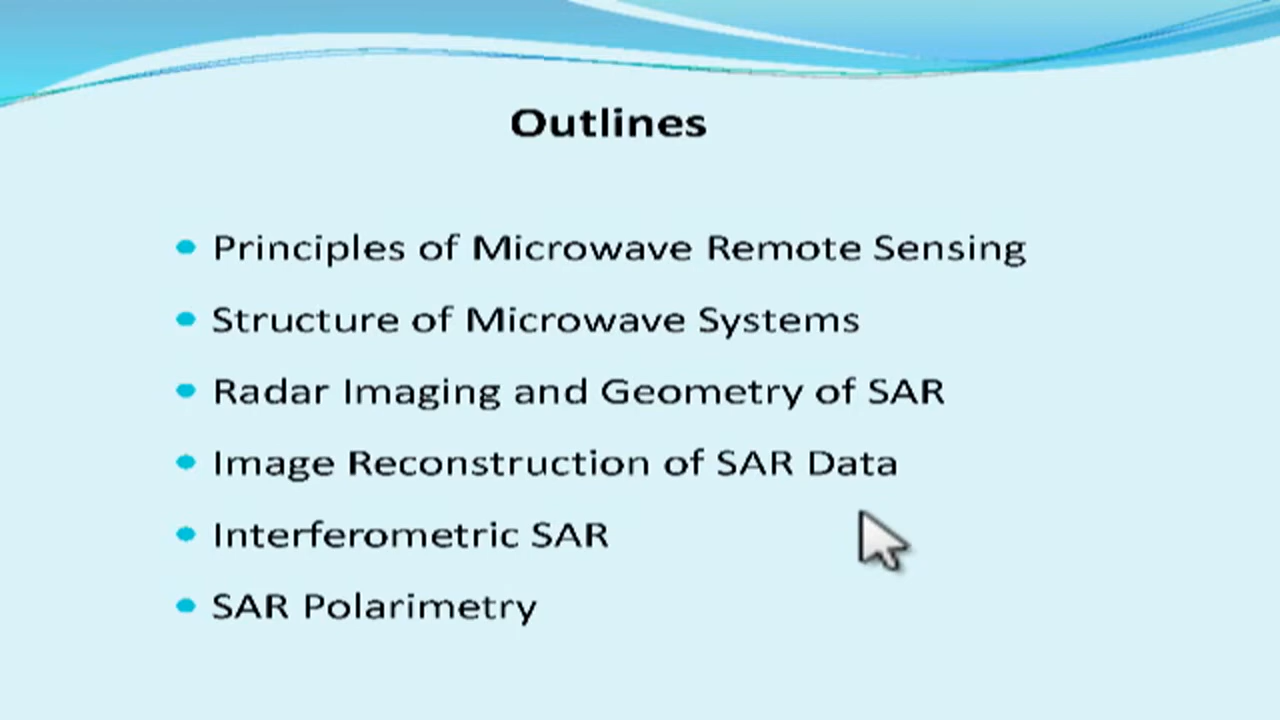 Outlines
Principles of Microwave Remote Sensing
Structure of Microwave Systems
Radar Imaging and Geometry of SAR
Image Reconstruction of SAR Data
Interferometric SAR
SAR Polarimetry